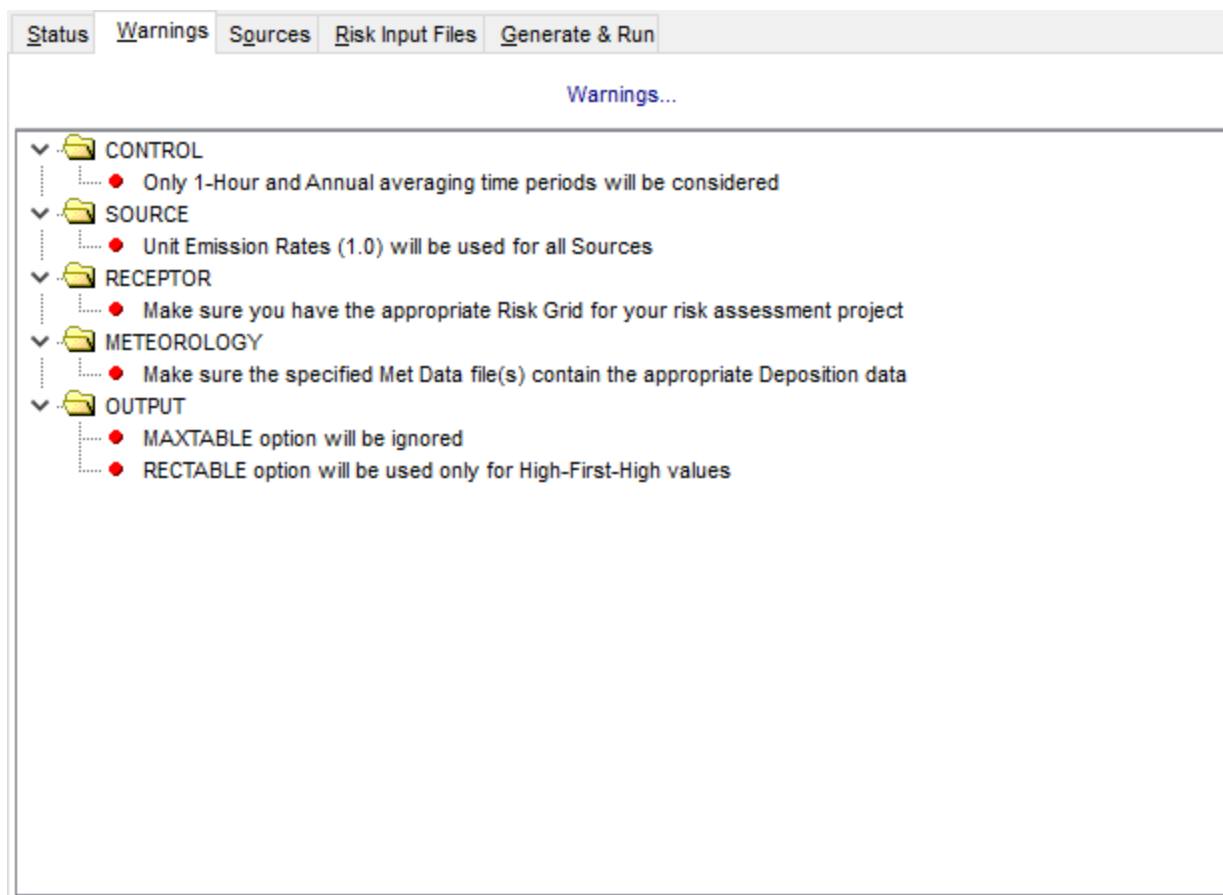 Status Warnings Sources Risk Input Files Generate & Run
Warnings...
CONTROL
Only 1-Hour and Annual averaging time periods will be considered
SOURCE
Unit Emission Rates (1.0) will be used for all Sources
RECEPTOR
Make sure you have the appropriate Risk Grid for your risk assessment project
METEOROLOGY
Make sure the specified Met Data file(s) contain the appropriate Deposition data
OUTPUT
MAXTABLE option will be ignored
RECTABLE option will be used only for High-First-High values